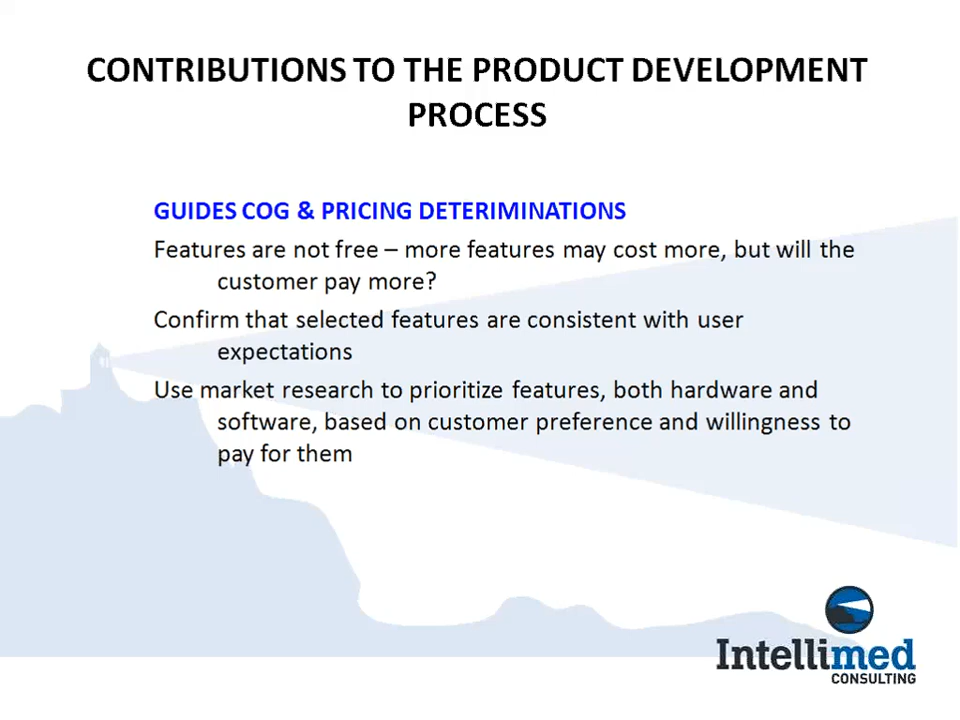 CONTRIBUTIONS TO THE PRODUCT DEVELOPMENT
PROCESS
GUIDES COG & PRICING DETERIMINATIONS
Features are not free – more features may cost more, but will the
customer pay more?
Confirm that selected features are consistent with user
expectations
Use market research to prioritize features, both hardware and
software, based on customer preference and willingness to
pay for them
Intellimed
CONSULTING